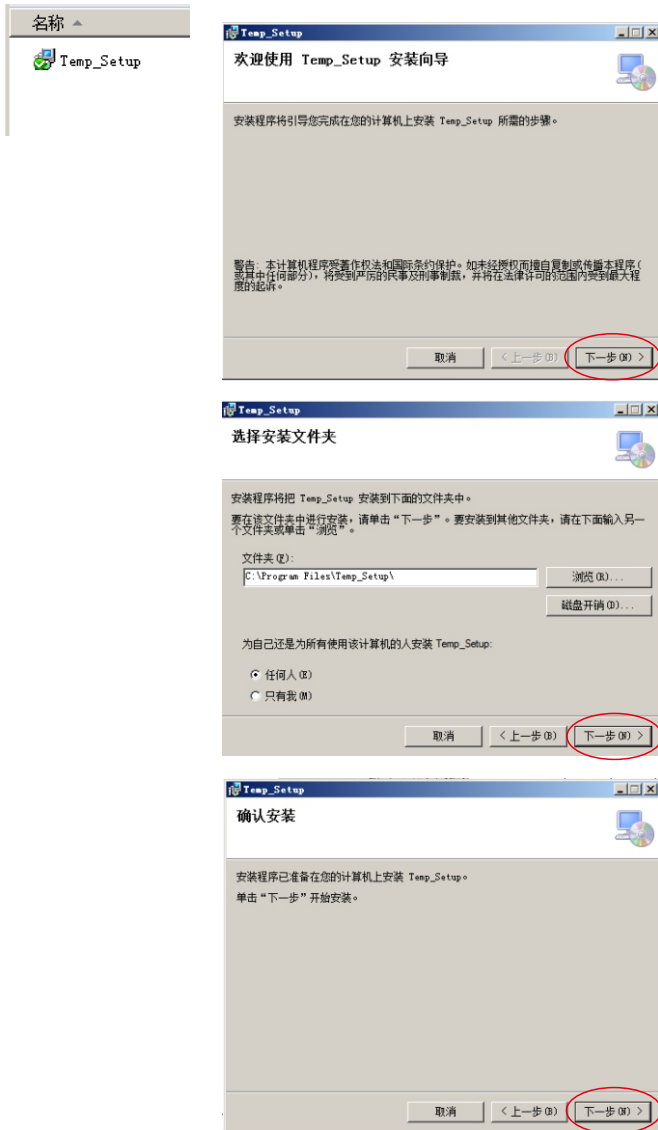 名称
Temp_Setup
Temp_Setup
欢迎使用 Temp_Setup 安装向导
安装程序将引导您完成在您的计算机上安装 Temp_Setup 所需的步骤。
警告: 本计算机程序受著作权法和国际条约保护。如未经授权而擅自复制或传播本程序(
或其中任何部分)，将受到严厉的民事及刑事制裁，并将在法律许可的范围内受到最大程
度的起诉。
取消
< 上一步(B)
下一步(N) >
Temp_Setup
选择安装文件夹
安装程序将把 Temp_Setup 安装到下面的文件夹中。
要在该文件夹中进行安装，请单击“下一步”。要安装到其他文件夹，请在下面输入另一
个文件夹或单击“浏览”。
文件夹(F):
C:\Program Files\Temp_Setup\
浏览(R)...
磁盘开销(D)...
为自己还是为所有使用该计算机的人安装 Temp_Setup:
任何人(E)
只有我(M)
取消
< 上一步(B)
下一步(N) >
Temp_Setup
确认安装
安装程序已准备在您的计算机上安装 Temp_Setup。
单击“下一步”开始安装。
取消
< 上一步(B)
下一步(N) >